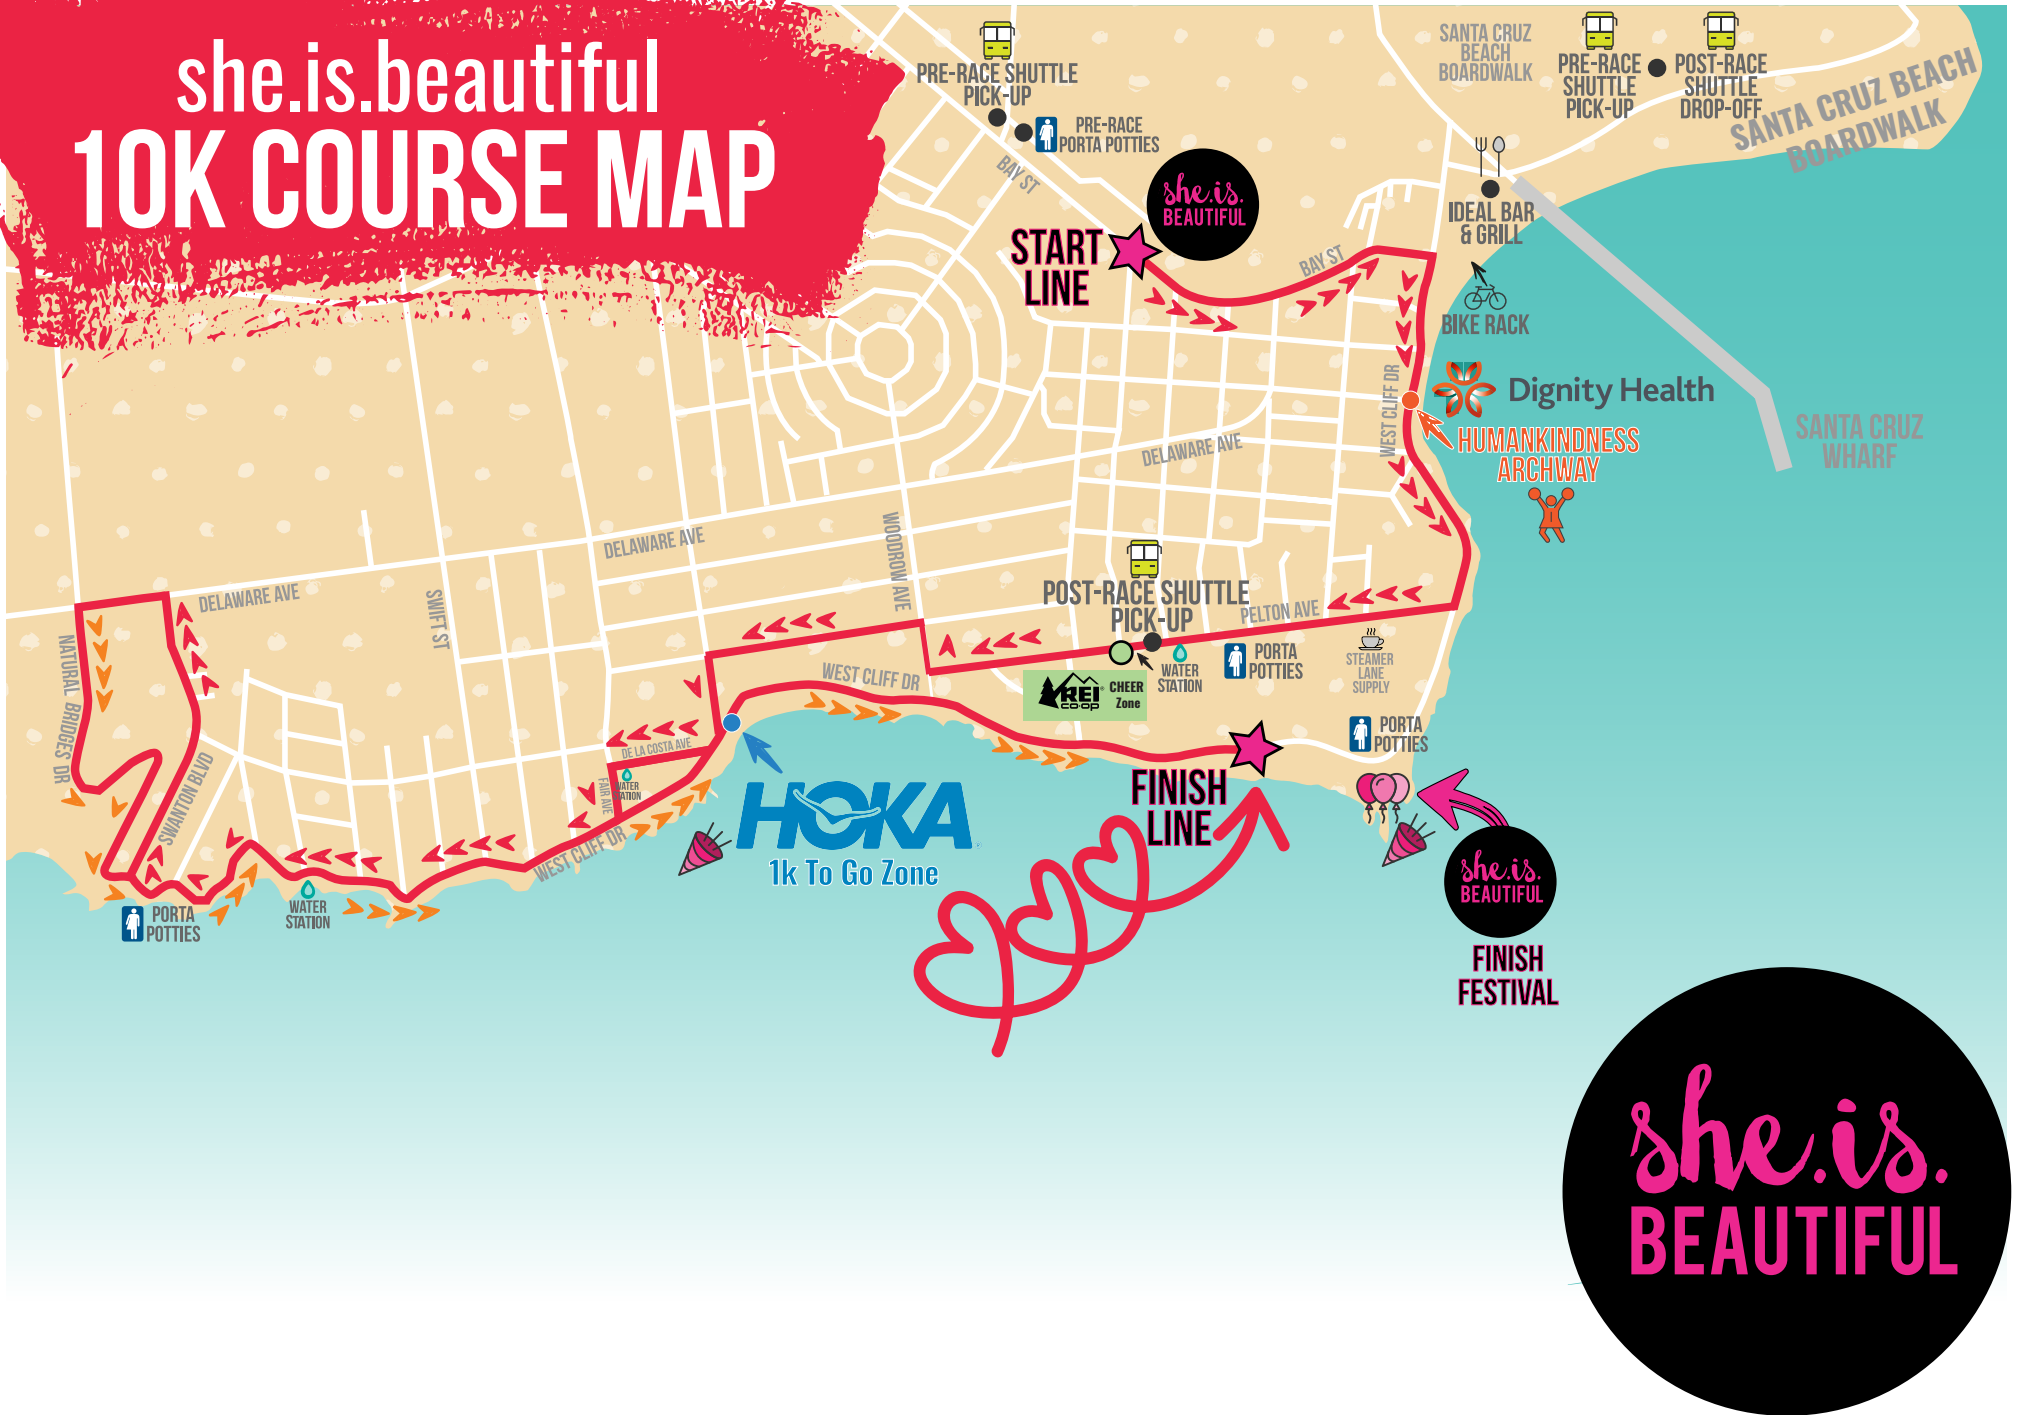 she.is.beautiful
10K COURSE MAP
PRE-RACE SHUTTLE
PICK-UP
PRE-RACE
PORTA POTTIES
BAY ST
she.is.
BEAUTIFUL
START
LINE
BAY ST
SANTA CRUZ
BEACH
BOARDWALK
PRE-RACE
SHUTTLE
PICK-UP
POST-RACE
SHUTTLE
DROP-OFF
SANTA CRUZ BEACH
BOARDWALK
IDEAL BAR
& GRILL
BIKE RACK
WEST CLIFF DR
Dignity Health
HUMANKINDNESS
ARCHWAY
SANTA CRUZ
WHARF
DELAWARE AVE
DELAWARE AVE
WOODROW AVE
DELAWARE AVE
SWIFT ST
NATURAL BRIDGES DR
SWANTON BLVD
POST-RACE SHUTTLE
PICK-UP
PELTON AVE
WATER
STATION
PORTA
POTTIES
STEAMER
LANE
SUPPLY
REI
CO-OP
CHEER
Zone
WEST CLIFF DR
PORTA
POTTIES
DE LA COSTA AVE
FAIR AVE
WATER
STATION
WEST CLIFF DR
HOKA
1k To Go Zone
FINISH
LINE
WATER
STATION
PORTA
POTTIES
she.is.
BEAUTIFUL
FINISH
FESTIVAL
she.is.
BEAUTIFUL